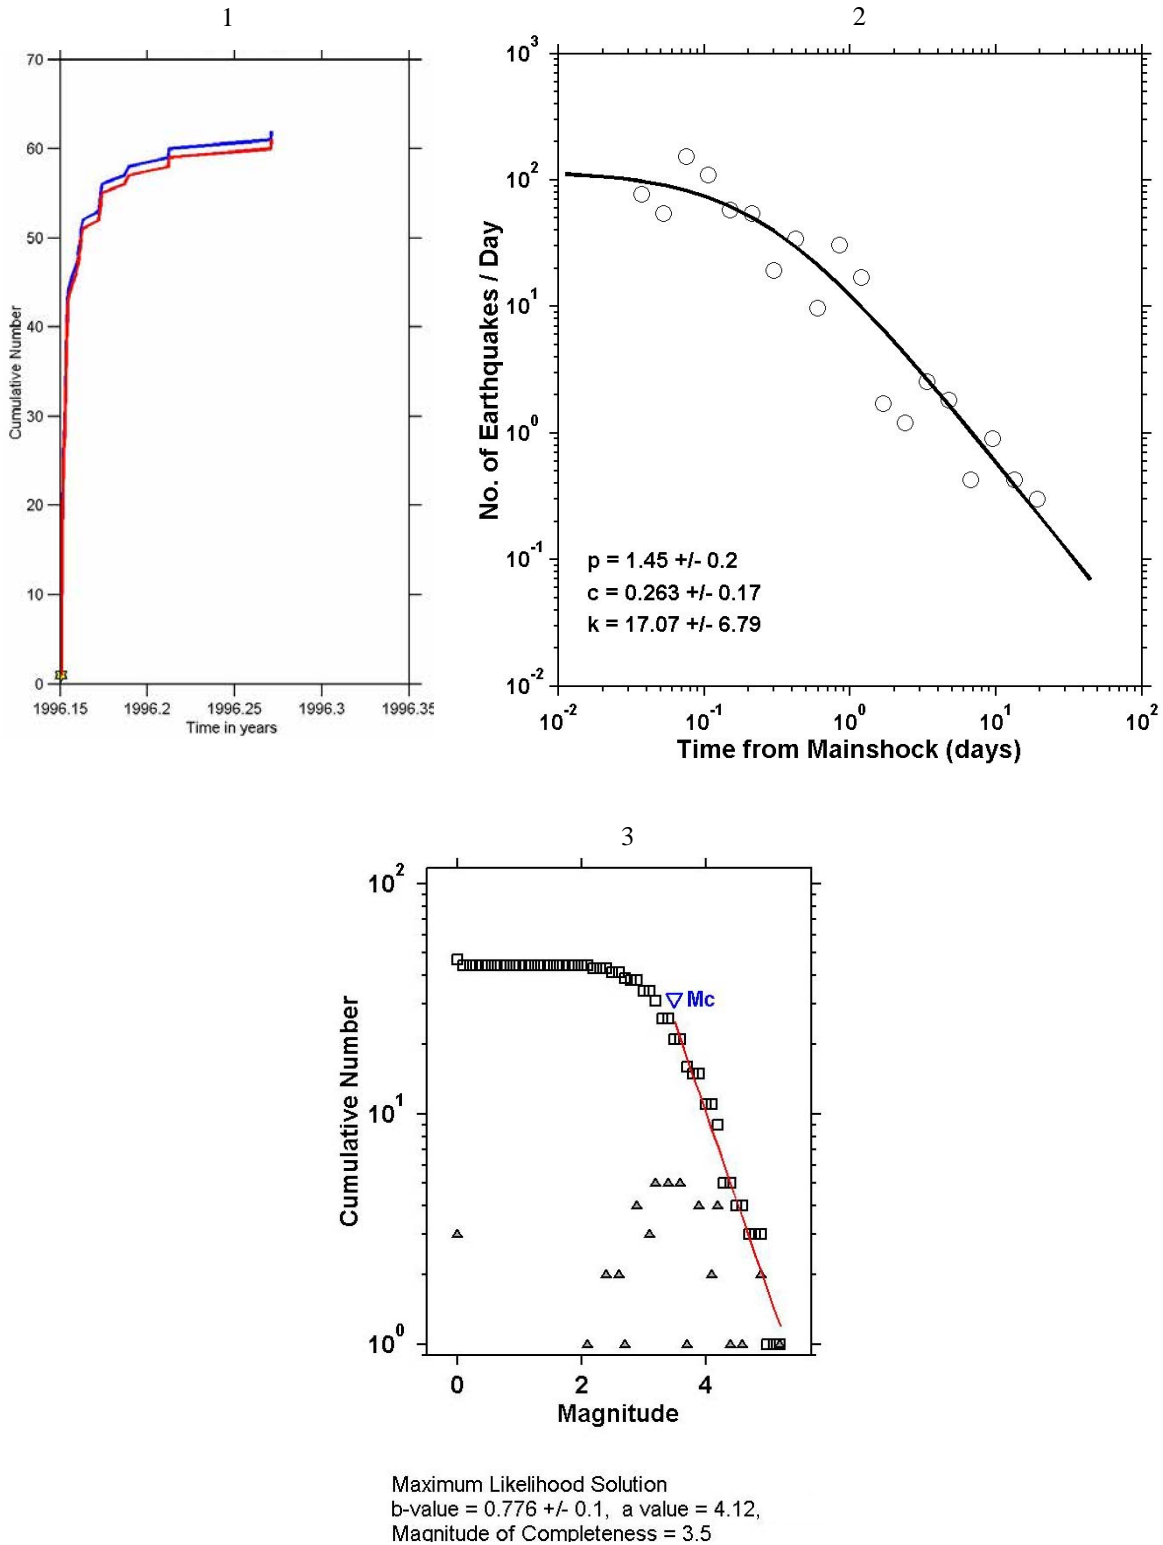 1
70
60
50
40
30
20
10
0
Cumulative Number
1996.15 1996.2 1996.25 1996.3 1996.35
Time in years
2
10^3
10^2
10^1
10^0
10^-1
10^-2
No. of Earthquakes / Day
p = 1.45 +/- 0.2
c = 0.263 +/- 0.17
k = 17.07 +/- 6.79
10^-2 10^-1 10^0 10^1 10^2
Time from Mainshock (days)
3
10^2
10^1
10^0
Cumulative Number
Mc
0 2 4
Magnitude
Maximum Likelihood Solution
b-value = 0.776 +/- 0.1, a value = 4.12,
Magnitude of Completeness = 3.5